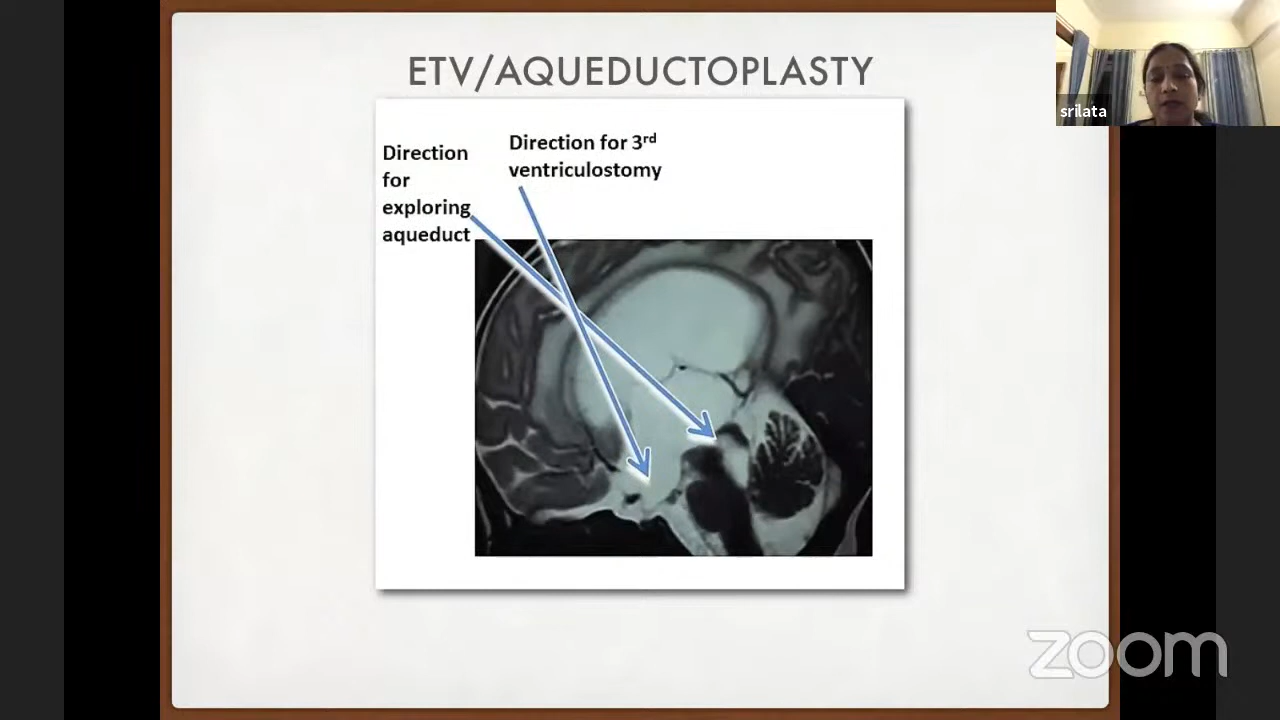 ETV/AQUEDUCTOPLASTY
srilata
Direction
for
exploring
aqueduct
Direction for 3rd
ventriculostomy
zoom